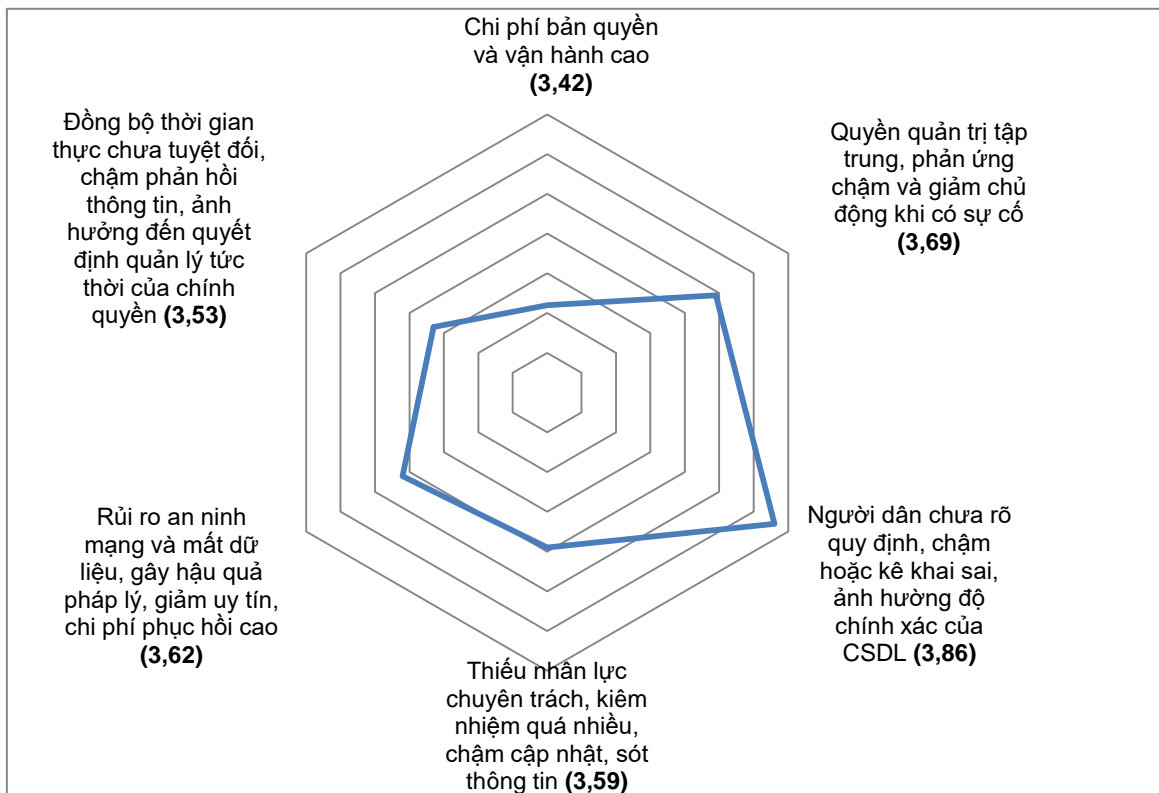 Chi phí bản quyền
và vận hành cao
(3,42)
Quyền quản trị tập
trung, phản ứng
chậm và giảm chủ
động khi có sự cố
(3,69)
Người dân chưa rõ
quy định, chậm
hoặc kê khai sai,
ảnh hường độ
chính xác của
CSDL (3,86)
Thiếu nhân lực
chuyên trách, kiêm
nhiệm quá nhiều,
chậm cập nhật, sót
thông tin (3,59)
Rủi ro an ninh
mạng và mất dữ
liệu, gây hậu quả
pháp lý, giảm uy tín,
chi phí phục hồi cao
(3,62)
Đồng bộ thời gian
thực chưa tuyệt đối,
chậm phản hồi
thông tin, ảnh
hưởng đến quyết
định quản lý tức
thời của chính
quyền (3,53)